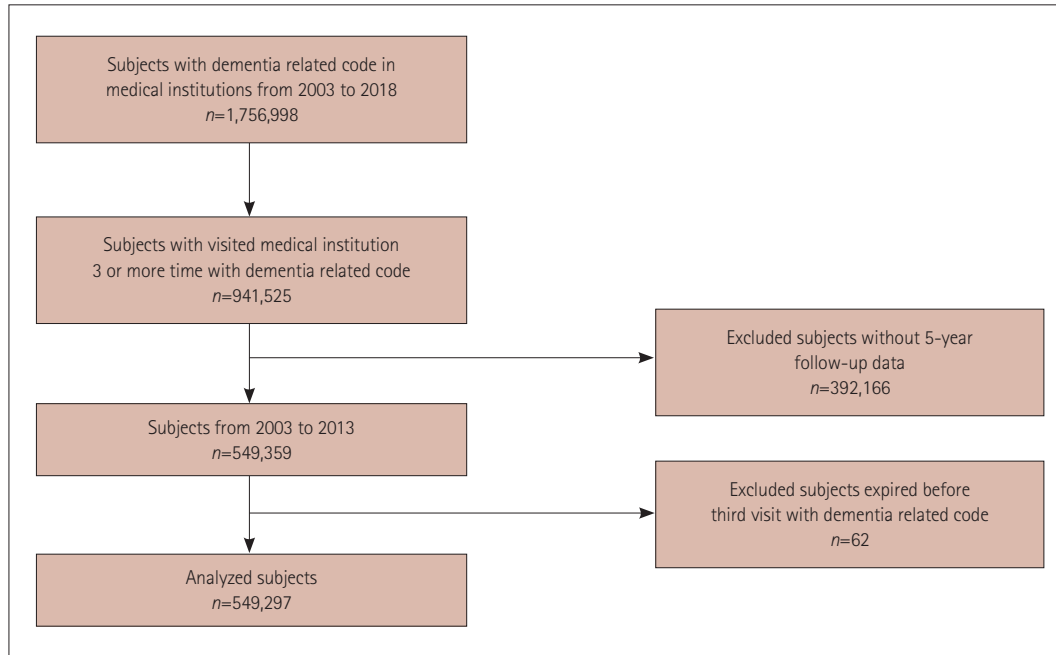 Subjects with dementia related code in
medical institutions from 2003 to 2018
n=1,756,998
Subjects with visited medical institution
3 or more time with dementia related code
n=941,525
Excluded subjects without 5-year
follow-up data
n=392,166
Subjects from 2003 to 2013
n=549,359
Excluded subjects expired before
third visit with dementia related code
n=62
Analyzed subjects
n=549,297